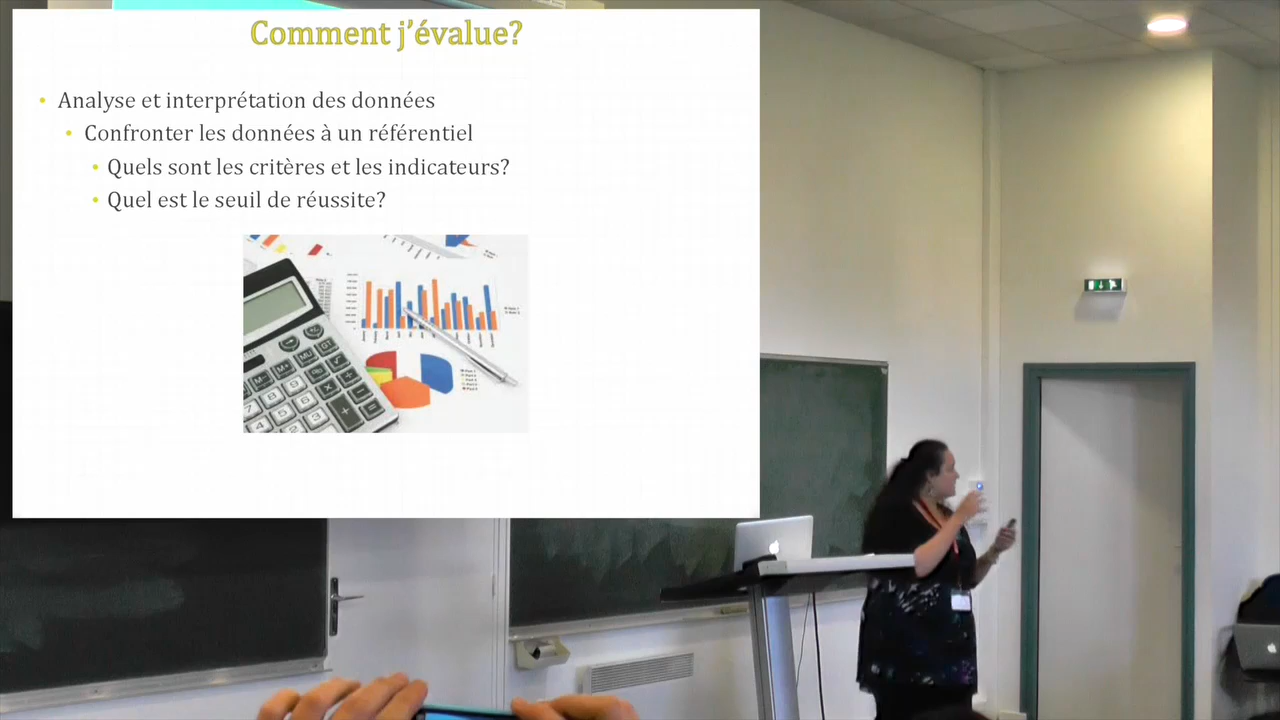 Comment j'évalue?
• Analyse et interprétation des données
• Confronter les données à un référentiel
• Quels sont les critères et les indicateurs?
• Quel est le seuil de réussite?